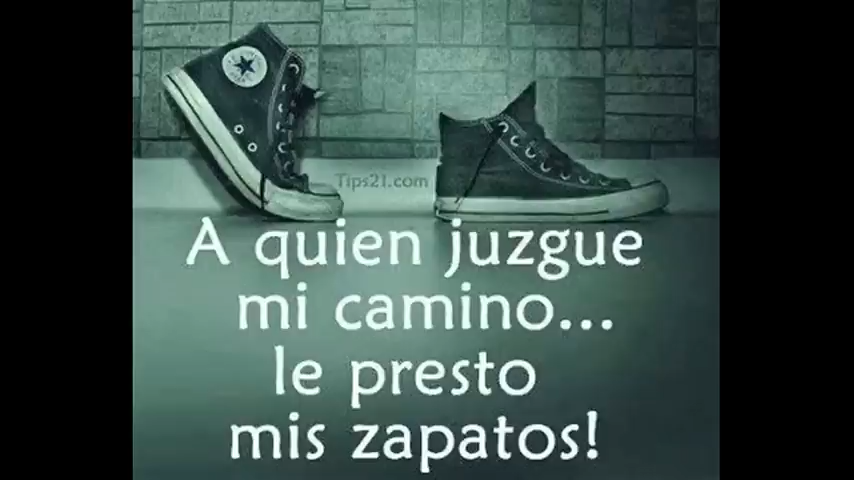 Tips21.com
A quien juzgue
mi camino...
le presto
mis zapatos!